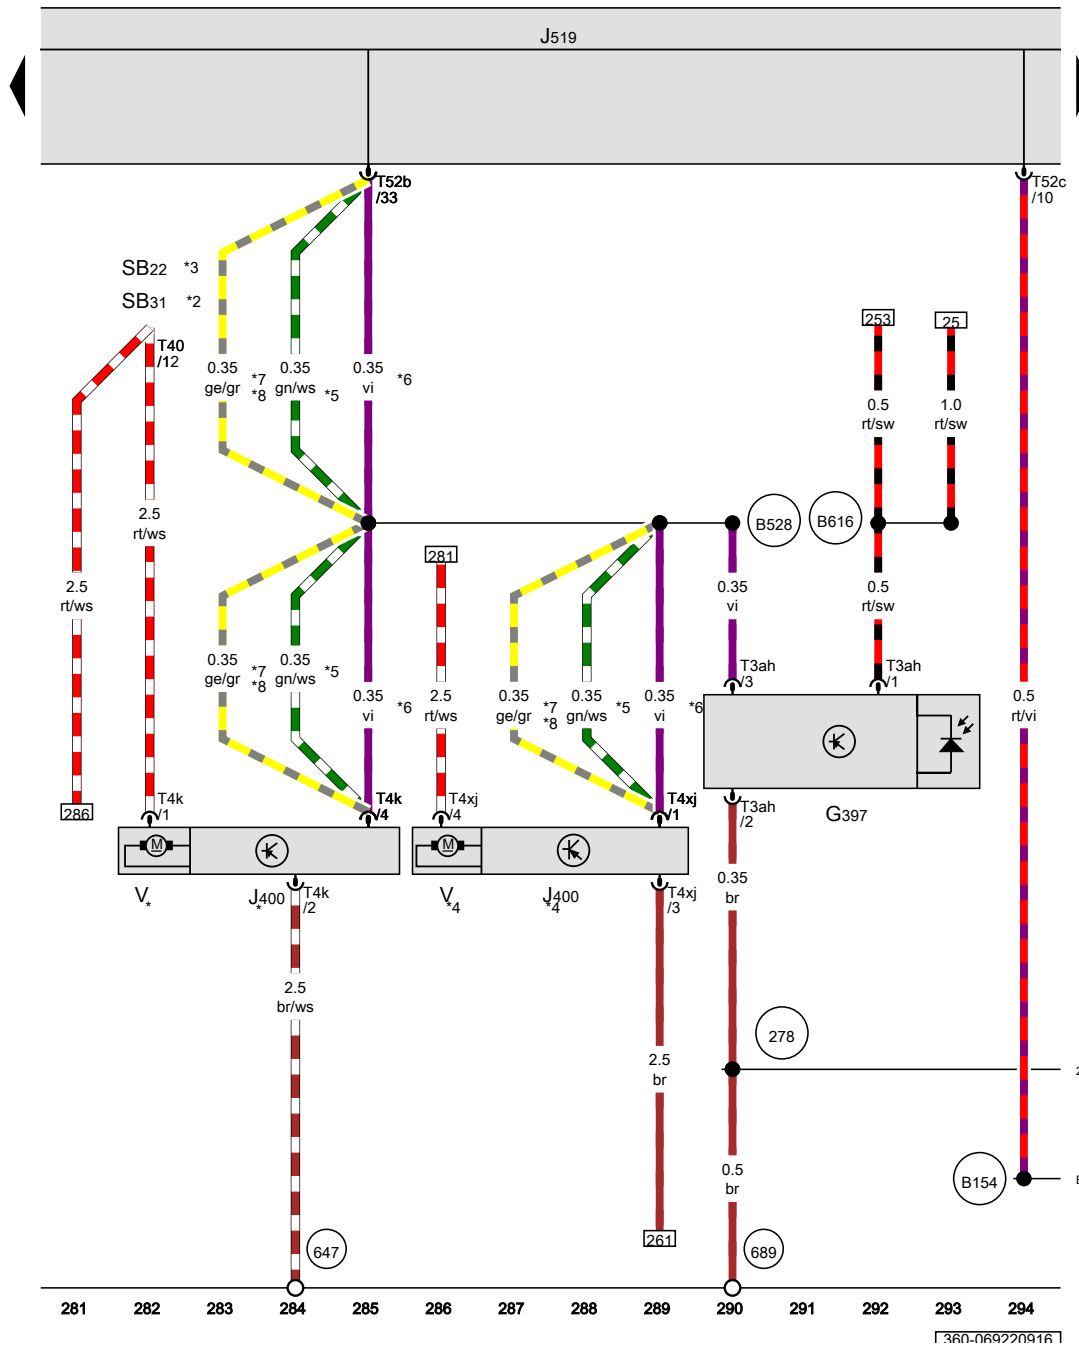 J519
T52b
/33
T52c
/10
SB22 *3
SB31 *2
T40
/12
253
25
0.35
ge/gr
*7
*8
0.35
gn/ws
*5
0.35
vi
*6
0.5
rt/sw
1.0
rt/sw
2.5
rt/ws
B528
B616
281
2.5
rt/ws
0.35
vi
0.5
rt/sw
0.35
ge/gr
*7
*8
0.35
gn/ws
*5
0.35
vi
*6
2.5
rt/ws
0.35
ge/gr
*7
*8
0.35
gn/ws
*5
0.35
vi
*6
T3ah
/3
T3ah
/1
0.5
rt/vi
286
T4k
/1
T4k
/4
T4xj
/4
T4xj
/1
T3ah
/2
G397
M
M
V
*
J400
*
T4k
/2
V
*4
J400
*4
T4xj
/3
0.35
br
2.5
br/ws
278
2.5
br
0.5
br
B154
647
261
689
281 282 283 284 285 286 287 288 289 290 291 292 293 294
360-069220916